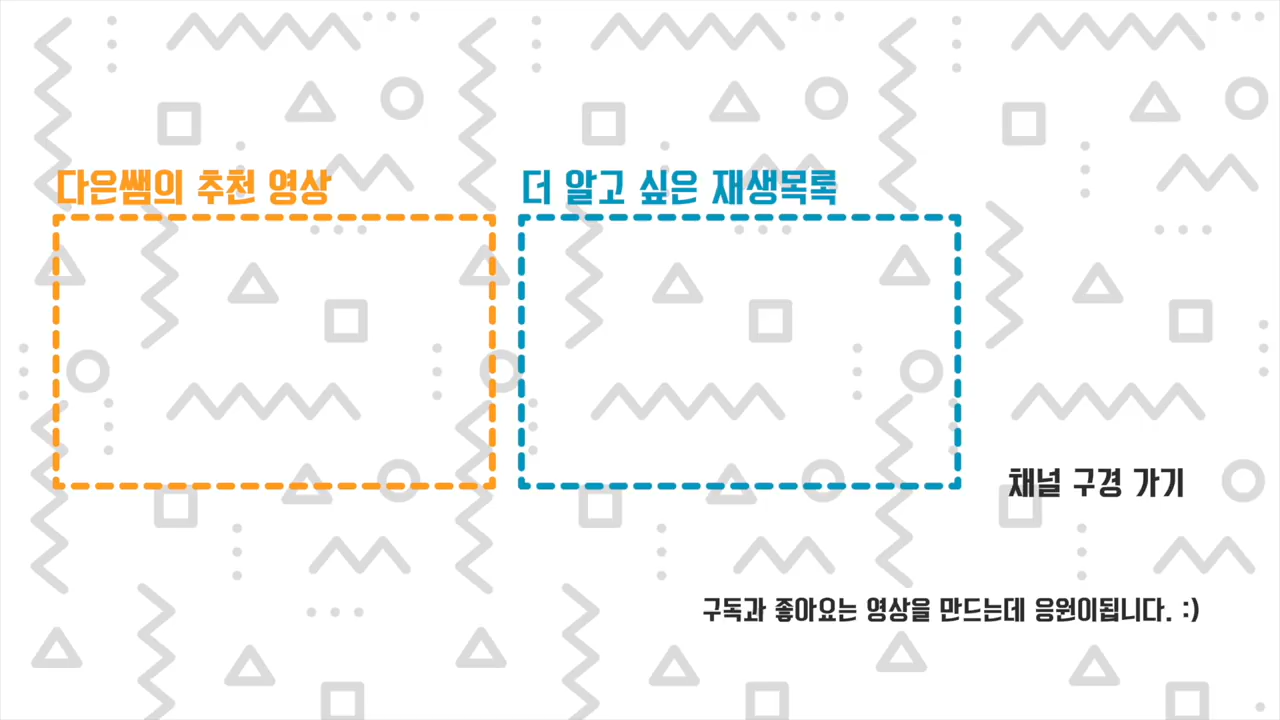 다은쌤의 추천 영상
더 알고 싶은 재생목록
채널 구경 가기
구독과 좋아요는 영상을 만드는데 응원이됩니다. :)